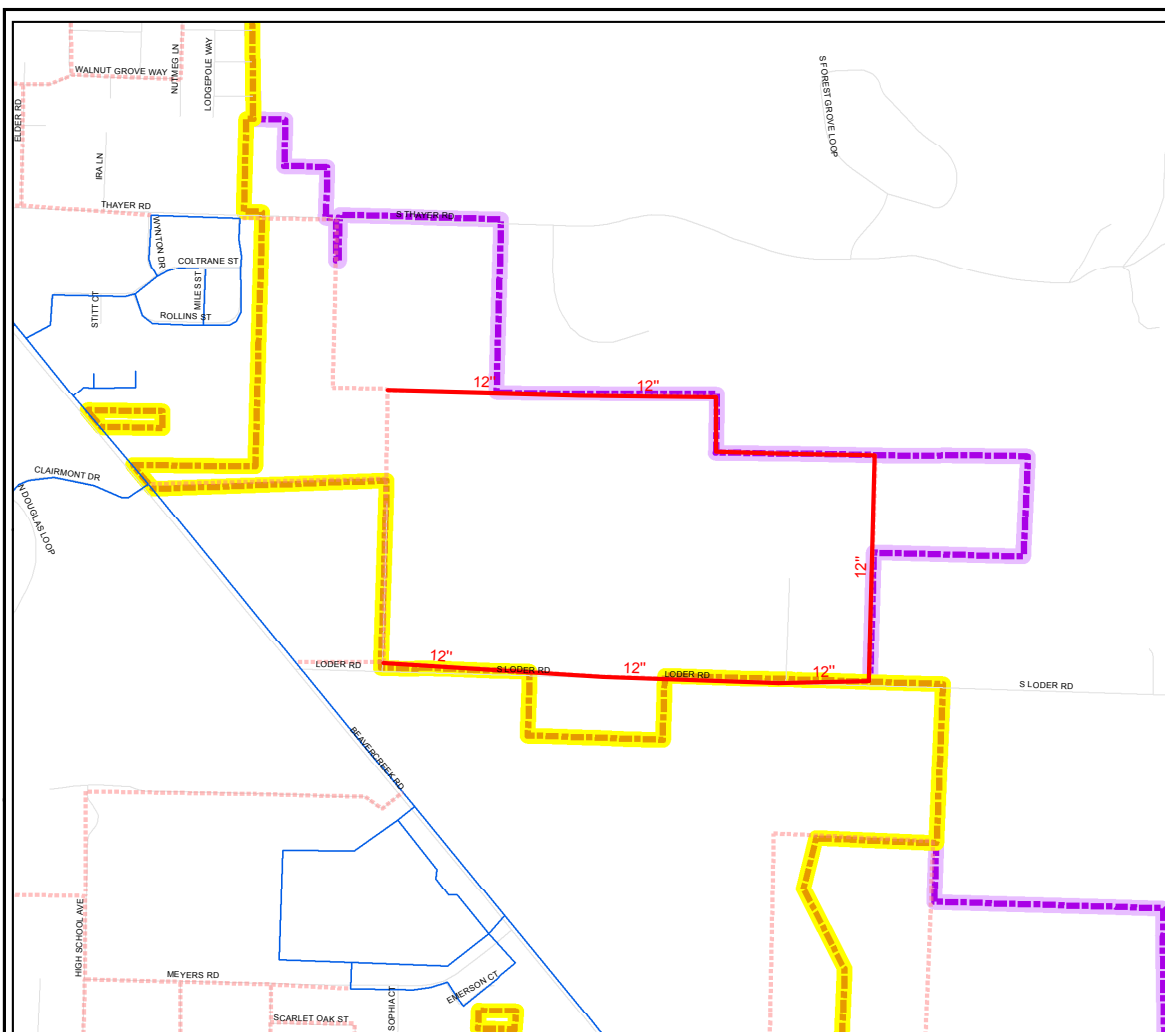 WALNUT GROVE WAY
NUTMEG LN
LODGEPOLE WAY
S FOREST GROVE LOOP
ELDER RD
IRA LN
THAYER RD
S THAYER RD
WYNTON DR
COLTRANE ST
MILES ST
STITT CT
ROLLINS ST
12"
12"
CLAIRMONT DR
N DOUGLAS LOOP
12"
12"
12"
12"
LODER RD
S LODER RD
LODER RD
S LODER RD
BEAVERCREEK RD
HIGH SCHOOL AVE
MEYERS RD
EMERSON CT
SOPHIA CT
SCARLET OAK ST